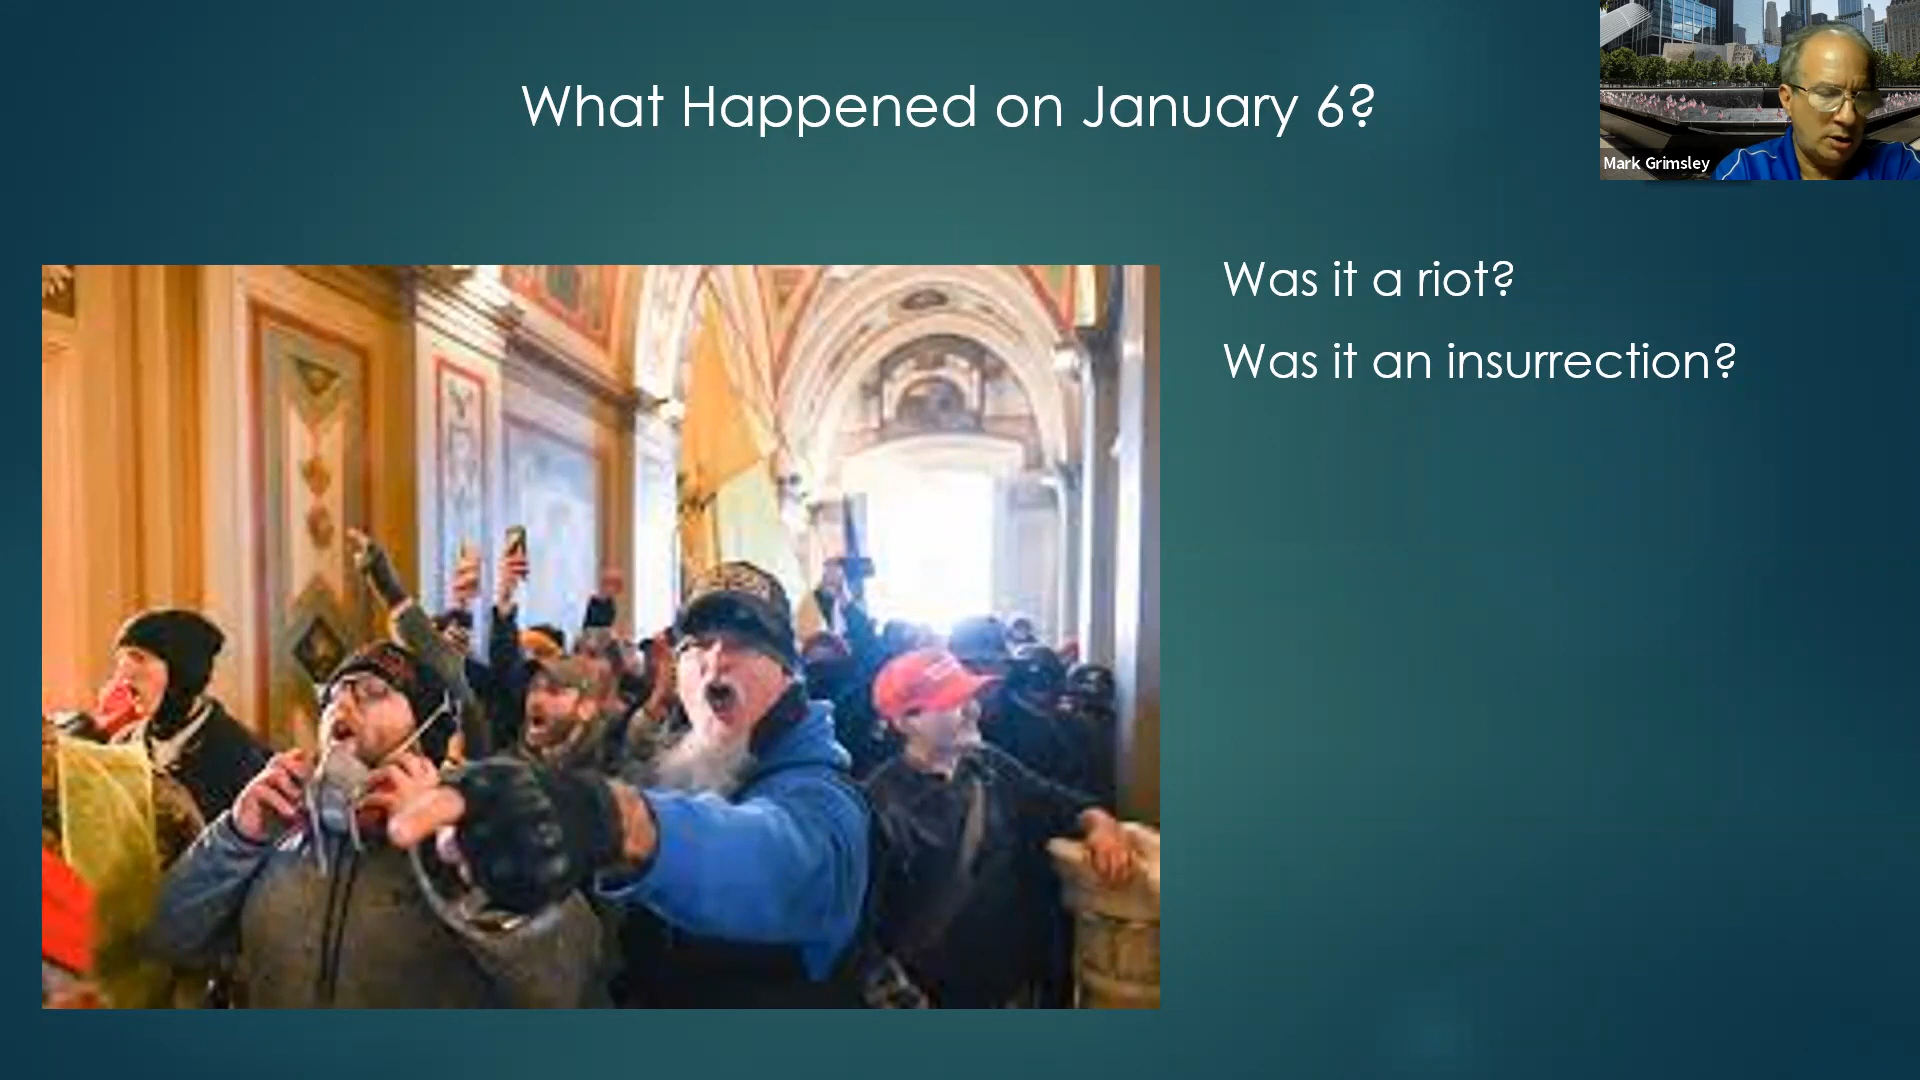 What Happened on January 6?
Mark Grimsley
Was it a riot?
Was it an insurrection?